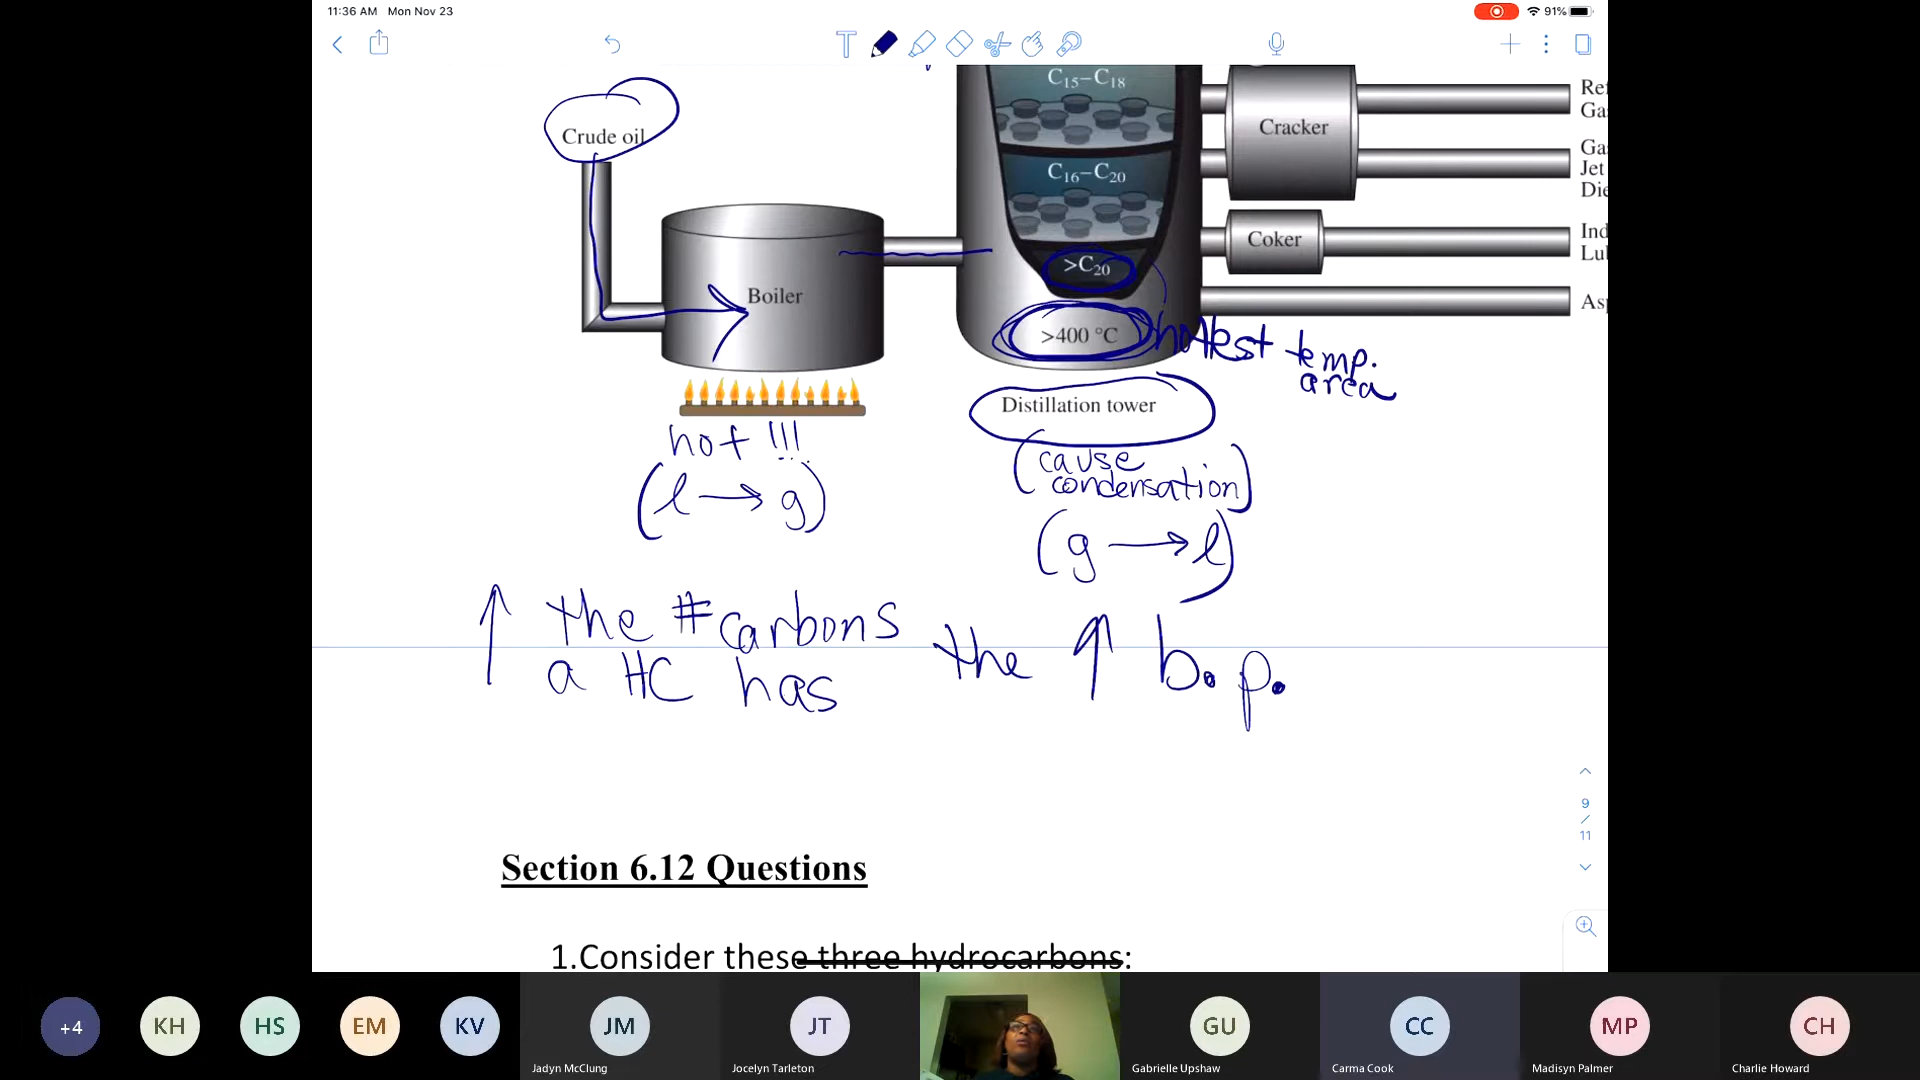 11:36 AM Mon Nov 23
91%
C15–C18
Crude oil
Cracker
C16–C20
Coker
>C20
Boiler
>400 °C
hottest temp.
area
Distillation tower
hot !!!
(cause
condensation)
(l → g)
(g → l)
↑ the #carbons
a HC has
the ↑ b.p.
9
/
11
Section 6.12 Questions
1.Consider these three hydrocarbons:
+4
KH
HS
EM
KV
JM
JT
GU
CC
MP
CH
Jadyn McClung
Jocelyn Tarleton
Gabrielle Upshaw
Carma Cook
Madisyn Palmer
Charlie Howard